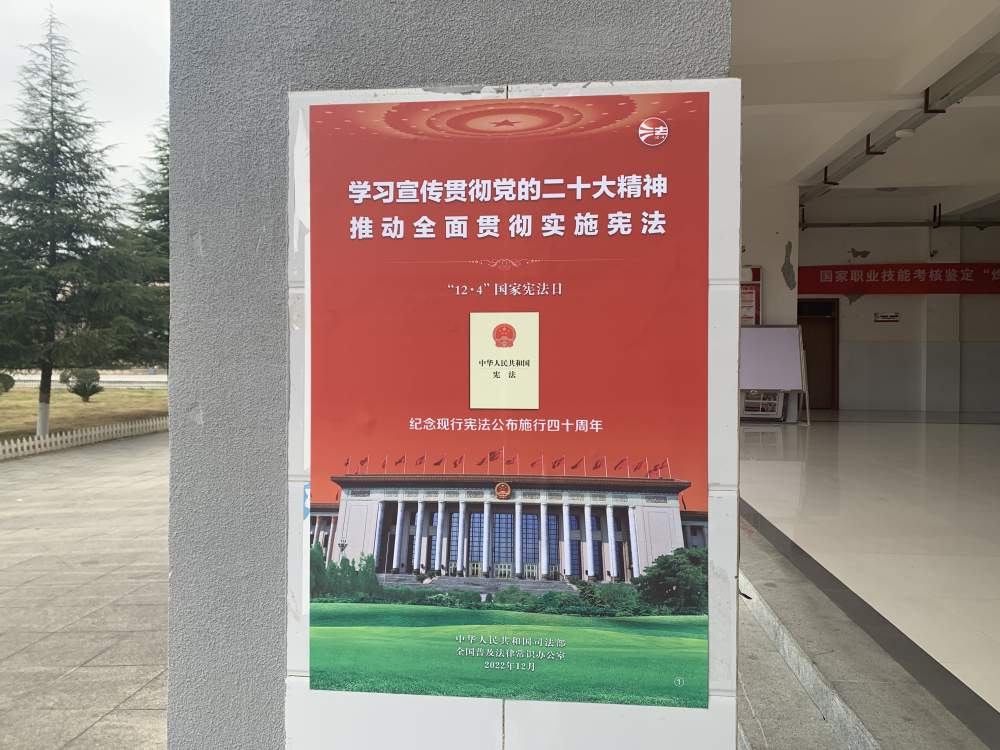 学习宣传贯彻党的二十大精神
推动全面贯彻实施宪法
“12·4”国家宪法日
中华人民共和国
宪 法
纪念现行宪法公布施行四十周年
中华人民共和国司法部
全国普及法律常识办公室
2022年12月
①
国家职业技能考核鉴定“